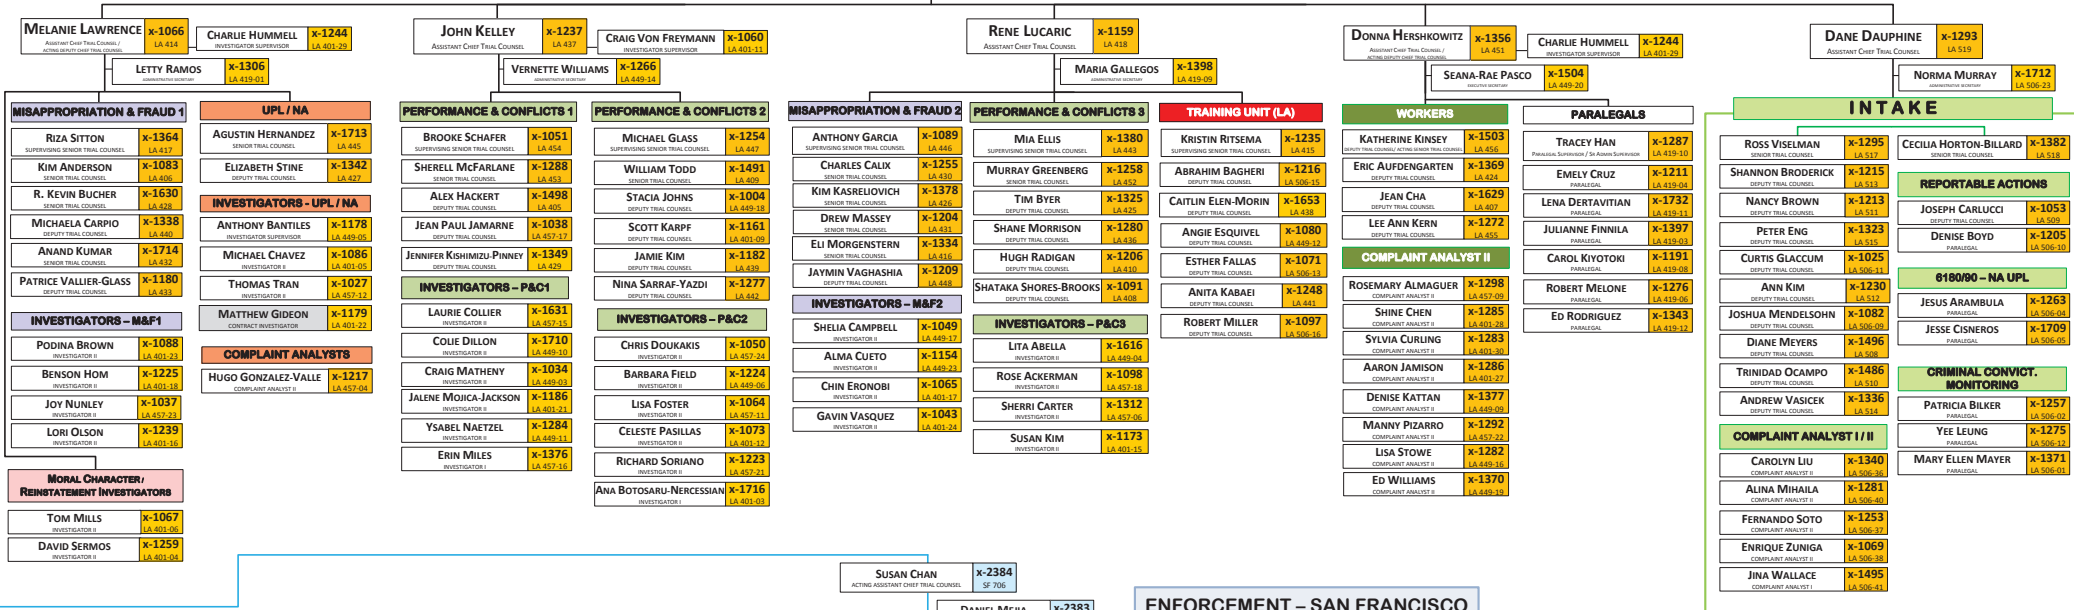 MELANIE LAWRENCE x-1066
ASSISTANT CHIEF TRIAL COUNSEL / LA 414
ACTING DEPUTY CHIEF TRIAL COUNSEL
CHARLIE HUMMELL x-1244
INVESTIGATOR SUPERVISOR LA 401-29
LETTY RAMOS x-1306
ADMINISTRATIVE SECRETARY LA 419-01
MISAPPROPRIATION & FRAUD 1
RIZA SITTON x-1364
SUPERVISING SENIOR TRIAL COUNSEL LA 417
KIM ANDERSON x-1083
SENIOR TRIAL COUNSEL LA 406
R. KEVIN BUCHER x-1630
SENIOR TRIAL COUNSEL LA 428
MICHAELA CARPIO x-1338
DEPUTY TRIAL COUNSEL LA 440
ANAND KUMAR x-1714
SENIOR TRIAL COUNSEL LA 432
PATRICE VALLIER-GLASS x-1180
DEPUTY TRIAL COUNSEL LA 433
INVESTIGATORS – M&F1
PODINA BROWN x-1088
INVESTIGATOR II LA 401-23
BENSON HOM x-1225
INVESTIGATOR II LA 401-18
JOY NUNLEY x-1037
INVESTIGATOR II LA 457-23
LORI OLSON x-1239
INVESTIGATOR II LA 401-16
MORAL CHARACTER/
REINSTATEMENT INVESTIGATORS
TOM MILLS x-1067
INVESTIGATOR II LA 401-06
DAVID SERMOS x-1259
INVESTIGATOR II LA 401-04
UPL / NA
AGUSTIN HERNANDEZ x-1713
SENIOR TRIAL COUNSEL LA 445
ELIZABETH STINE x-1342
DEPUTY TRIAL COUNSEL LA 427
INVESTIGATORS - UPL / NA
ANTHONY BANTILES x-1178
INVESTIGATOR SUPERVISOR LA 449-05
MICHAEL CHAVEZ x-1086
INVESTIGATOR II LA 401-05
THOMAS TRAN x-1027
INVESTIGATOR II LA 457-12
MATTHEW GIDEON x-1179
CONTRACT INVESTIGATOR LA 401-22
COMPLAINT ANALYSTS
HUGO GONZALEZ-VALLE x-1217
COMPLAINT ANALYST II LA 457-04
JOHN KELLEY x-1237
ASSISTANT CHIEF TRIAL COUNSEL LA 437
CRAIG VON FREYMANN x-1060
INVESTIGATOR SUPERVISOR LA 401-11
VERNETTE WILLIAMS x-1266
ADMINISTRATIVE SECRETARY LA 449-14
PERFORMANCE & CONFLICTS 1
BROOKE SCHAFER x-1051
SUPERVISING SENIOR TRIAL COUNSEL LA 454
SHERELL MCFARLANE x-1288
SENIOR TRIAL COUNSEL LA 453
ALEX HACKERT x-1498
DEPUTY TRIAL COUNSEL LA 405
JEAN PAUL JAMARNE x-1038
DEPUTY TRIAL COUNSEL LA 457-17
JENNIFER KISHIMIZU-PINNEY x-1349
DEPUTY TRIAL COUNSEL LA 429
INVESTIGATORS – P&C1
LAURIE COLLIER x-1631
INVESTIGATOR II LA 457-15
COLIE DILLON x-1710
INVESTIGATOR II LA 449-10
CRAIG MATHENY x-1034
INVESTIGATOR II LA 449-03
JALENE MOJICA-JACKSON x-1186
INVESTIGATOR II LA 401-21
YSABEL NAETZEL x-1284
INVESTIGATOR II LA 449-11
ERIN MILES x-1376
INVESTIGATOR I LA 457-16
PERFORMANCE & CONFLICTS 2
MICHAEL GLASS x-1254
SUPERVISING SENIOR TRIAL COUNSEL LA 447
WILLIAM TODD x-1491
SENIOR TRIAL COUNSEL LA 409
STACIA JOHNS x-1004
DEPUTY TRIAL COUNSEL LA 449-18
SCOTT KARPF x-1161
DEPUTY TRIAL COUNSEL LA 401-09
JAMIE KIM x-1182
DEPUTY TRIAL COUNSEL LA 439
NINA SARRAF-YAZDI x-1277
DEPUTY TRIAL COUNSEL LA 442
INVESTIGATORS – P&C2
CHRIS DOUKAKIS x-1050
INVESTIGATOR II LA 457-24
BARBARA FIELD x-1224
INVESTIGATOR II LA 449-06
LISA FOSTER x-1064
INVESTIGATOR II LA 457-11
CELESTE PASILLAS x-1073
INVESTIGATOR II LA 401-12
RICHARD SORIANO x-1223
INVESTIGATOR II LA 457-21
ANA BOTOSARU-NERCESSIAN x-1716
INVESTIGATOR I LA 401-03
RENE LUCARIC x-1159
ASSISTANT CHIEF TRIAL COUNSEL LA 418
MARIA GALLEGOS x-1398
ADMINISTRATIVE SECRETARY LA 419-09
MISAPPROPRIATION & FRAUD 2
ANTHONY GARCIA x-1089
SUPERVISING SENIOR TRIAL COUNSEL LA 446
CHARLES CALIX x-1255
SENIOR TRIAL COUNSEL LA 430
KIM KASRELIOVICH x-1378
SENIOR TRIAL COUNSEL LA 426
DREW MASSEY x-1204
SENIOR TRIAL COUNSEL LA 431
ELI MORGENSTERN x-1334
SENIOR TRIAL COUNSEL LA 416
JAYMIN VAGHASHIA x-1209
DEPUTY TRIAL COUNSEL LA 448
INVESTIGATORS – M&F2
SHELIA CAMPBELL x-1049
INVESTIGATOR II LA 449-17
ALMA CUETO x-1154
INVESTIGATOR II LA 449-23
CHIN ERONOBI x-1065
INVESTIGATOR II LA 401-17
GAVIN VASQUEZ x-1043
INVESTIGATOR II LA 401-24
PERFORMANCE & CONFLICTS 3
MIA ELLIS x-1380
SUPERVISING SENIOR TRIAL COUNSEL LA 443
MURRAY GREENBERG x-1258
SENIOR TRIAL COUNSEL LA 452
TIM BYER x-1325
DEPUTY TRIAL COUNSEL LA 425
SHANE MORRISON x-1280
DEPUTY TRIAL COUNSEL LA 436
HUGH RADIGAN x-1206
DEPUTY TRIAL COUNSEL LA 410
SHATAKA SHORES-BROOKS x-1091
DEPUTY TRIAL COUNSEL LA 408
INVESTIGATORS – P&C3
LITA ABELLA x-1616
INVESTIGATOR II LA 449-04
ROSE ACKERMAN x-1098
INVESTIGATOR II LA 457-18
SHERRI CARTER x-1312
INVESTIGATOR II LA 457-06
SUSAN KIM x-1173
INVESTIGATOR II LA 401-15
TRAINING UNIT (LA)
KRISTIN RITSEMA x-1235
SUPERVISING SENIOR TRIAL COUNSEL LA 415
ABRAHIM BAGHERI x-1216
DEPUTY TRIAL COUNSEL LA 506-15
CAITLIN ELEN-MORIN x-1653
DEPUTY TRIAL COUNSEL LA 438
ANGIE ESQUIVEL x-1080
DEPUTY TRIAL COUNSEL LA 449-12
ESTHER FALLAS x-1071
DEPUTY TRIAL COUNSEL LA 506-13
ANITA KABAEI x-1248
DEPUTY TRIAL COUNSEL LA 441
ROBERT MILLER x-1097
DEPUTY TRIAL COUNSEL LA 506-16
DONNA HERSHKOWITZ x-1356
ASSISTANT CHIEF TRIAL COUNSEL / LA 451
ACTING DEPUTY CHIEF TRIAL COUNSEL
CHARLIE HUMMELL x-1244
INVESTIGATOR SUPERVISOR LA 401-29
SEANA-RAE PASCO x-1504
EXECUTIVE SECRETARY LA 449-20
WORKERS
KATHERINE KINSEY x-1503
DEPUTY TRIAL COUNSEL/ ACTING SENIOR TRIAL COUNSEL LA 456
ERIC AUFDENGARTEN x-1369
DEPUTY TRIAL COUNSEL LA 424
JEAN CHA x-1629
DEPUTY TRIAL COUNSEL LA 407
LEE ANN KERN x-1272
DEPUTY TRIAL COUNSEL LA 455
COMPLAINT ANALYST II
ROSEMARY ALMAGUER x-1298
COMPLAINT ANALYST II LA 457-09
SHINE CHEN x-1285
COMPLAINT ANALYST II LA 401-28
SYLVIA CURLING x-1283
COMPLAINT ANALYST II LA 401-30
AARON JAMISON x-1286
COMPLAINT ANALYST II LA 401-27
DENISE KATTAN x-1377
COMPLAINT ANALYST II LA 449-09
MANNY PIZARRO x-1292
COMPLAINT ANALYST II LA 457-22
LISA STOWE x-1282
COMPLAINT ANALYST II LA 449-16
ED WILLIAMS x-1370
COMPLAINT ANALYST II LA 449-19
PARALEGALS
TRACEY HAN x-1287
PARALEGAL SUPERVISOR / SR ADMIN SUPERVISOR LA 419-10
EMELY CRUZ x-1211
PARALEGAL LA 419-04
LENA DERTAVITIAN x-1732
PARALEGAL LA 419-11
JULIANNE FINNILA x-1397
PARALEGAL LA 419-03
CAROL KIYOTOKI x-1191
PARALEGAL LA 419-08
ROBERT MELONE x-1276
PARALEGAL LA 419-06
ED RODRIGUEZ x-1343
PARALEGAL LA 419-12
DANE DAUPHINE x-1293
ASSISTANT CHIEF TRIAL COUNSEL LA 519
NORMA MURRAY x-1712
ADMINISTRATIVE SECRETARY LA 506-23
INTAKE
ROSS VISELMAN x-1295
SENIOR TRIAL COUNSEL LA 517
SHANNON BRODERICK x-1215
DEPUTY TRIAL COUNSEL LA 513
NANCY BROWN x-1213
DEPUTY TRIAL COUNSEL LA 511
PETER ENG x-1323
DEPUTY TRIAL COUNSEL LA 515
CURTIS GLACCUM x-1025
DEPUTY TRIAL COUNSEL LA 506-11
ANN KIM x-1230
DEPUTY TRIAL COUNSEL LA 512
JOSHUA MENDELSOHN x-1082
DEPUTY TRIAL COUNSEL LA 506-09
DIANE MEYERS x-1496
DEPUTY TRIAL COUNSEL LA 508
TRINIDAD OCAMPO x-1486
DEPUTY TRIAL COUNSEL LA 510
ANDREW VASICEK x-1336
DEPUTY TRIAL COUNSEL LA 514
COMPLAINT ANALYST I / II
CAROLYN LIU x-1340
COMPLAINT ANALYST II LA 506-36
ALINA MIHAILA x-1281
COMPLAINT ANALYST II LA 506-40
FERNANDO SOTO x-1253
COMPLAINT ANALYST II LA 506-37
ENRIQUE ZUNIGA x-1069
COMPLAINT ANALYST II LA 506-38
JINA WALLACE x-1495
COMPLAINT ANALYST I LA 506-41
CECILIA HORTON-BILLARD x-1382
SENIOR TRIAL COUNSEL LA 518
REPORTABLE ACTIONS
JOSEPH CARLUCCI x-1053
DEPUTY TRIAL COUNSEL LA 509
DENISE BOYD x-1205
PARALEGAL LA 506-10
6180/90 – NA UPL
JESUS ARAMBULA x-1263
PARALEGAL LA 506-04
JESSE CISNEROS x-1709
PARALEGAL LA 506-05
CRIMINAL CONVICT.
MONITORING
PATRICIA BILKER x-1257
PARALEGAL LA 506-02
YEE LEUNG x-1275
PARALEGAL LA 506-12
MARY ELLEN MAYER x-1371
PARALEGAL LA 506-01
SUSAN CHAN x-2384
ACTING ASSISTANT CHIEF TRIAL COUNSEL SF 706
DANIEL MEJIA x-2383
ENFORCEMENT – SAN FRANCISCO